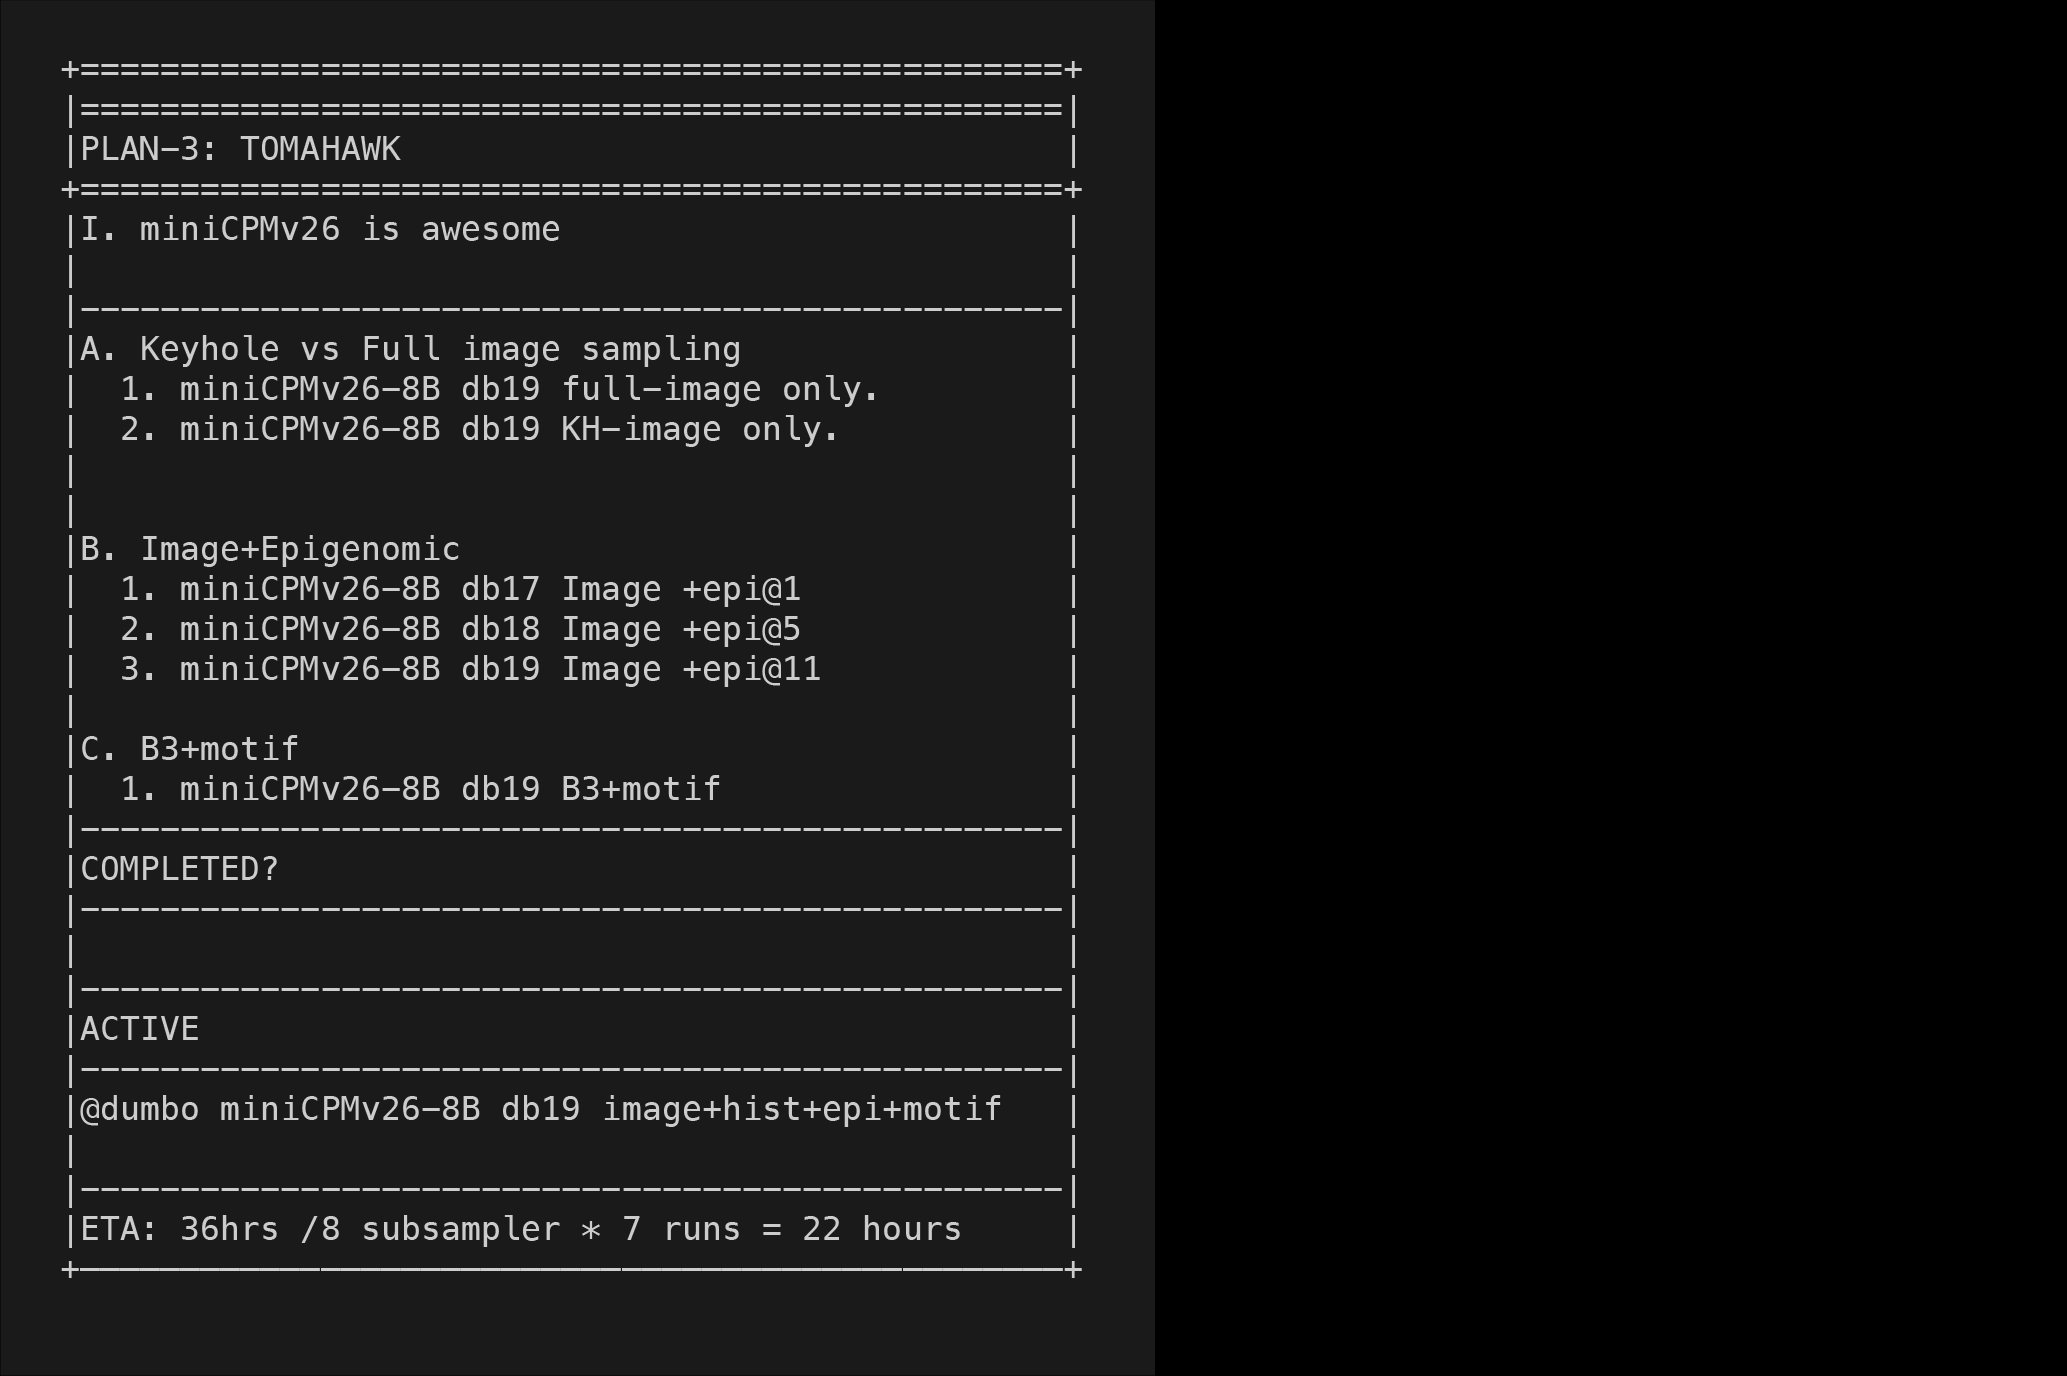 +=================================================+
|=================================================|
|PLAN-3: TOMAHAWK                                 |
+=================================================+
|I. miniCPMv26 is awesome                         |
|                                                 |
|-------------------------------------------------|
|A. Keyhole vs Full image sampling                |
|  1. miniCPMv26-8B db19 full-image only.         |
|  2. miniCPMv26-8B db19 KH-image only.           |
|                                                 |
|                                                 |
|B. Image+Epigenomic                              |
|  1. miniCPMv26-8B db17 Image +epi@1             |
|  2. miniCPMv26-8B db18 Image +epi@5             |
|  3. miniCPMv26-8B db19 Image +epi@11            |
|                                                 |
|C. B3+motif                                      |
|  1. miniCPMv26-8B db19 B3+motif                 |
|-------------------------------------------------|
|COMPLETED?                                       |
|-------------------------------------------------|
|                                                 |
|-------------------------------------------------|
|ACTIVE                                           |
|-------------------------------------------------|
|@dumbo miniCPMv26-8B db19 image+hist+epi+motif   |
|                                                 |
|-------------------------------------------------|
|ETA: 36hrs /8 subsampler * 7 runs = 22 hours     |
+─────────────────────────────────────────────────+